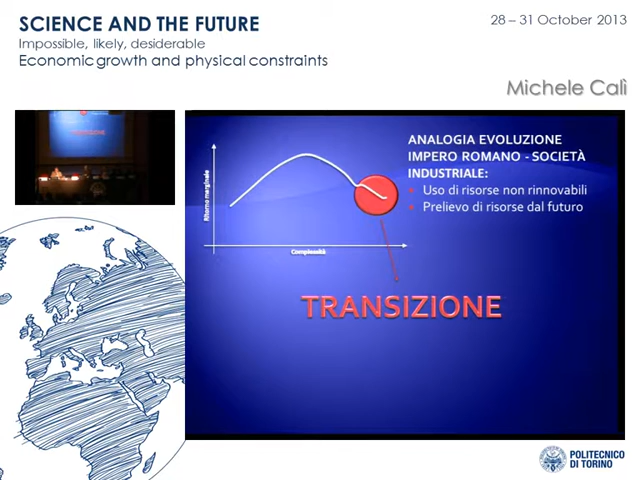 SCIENCE AND THE FUTURE
Impossible, likely, desiderable
Economic growth and physical constraints
28 – 31 October 2013
Michele Calì
TRANSIZIONE
ANALOGIA EVOLUZIONE
IMPERO ROMANO - SOCIETÀ
INDUSTRIALE:
Uso di risorse non rinnovabili
Prelievo di risorse dal futuro
Ritorno marginale
Complessità
TRANSIZIONE
POLITECNICO
DI TORINO